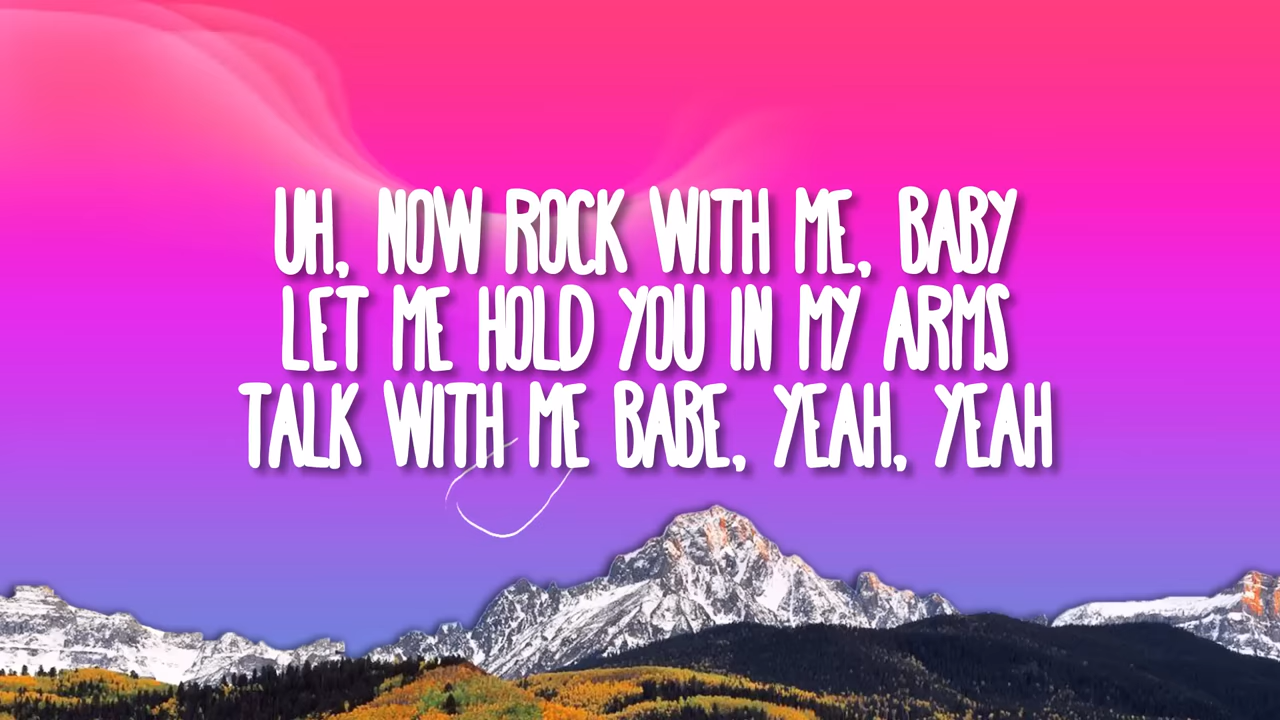 UH, NOW ROCK WITH ME, BABY
LET ME HOLD YOU IN MY ARMS
TALK WITH ME BABE, YEAH, YEAH